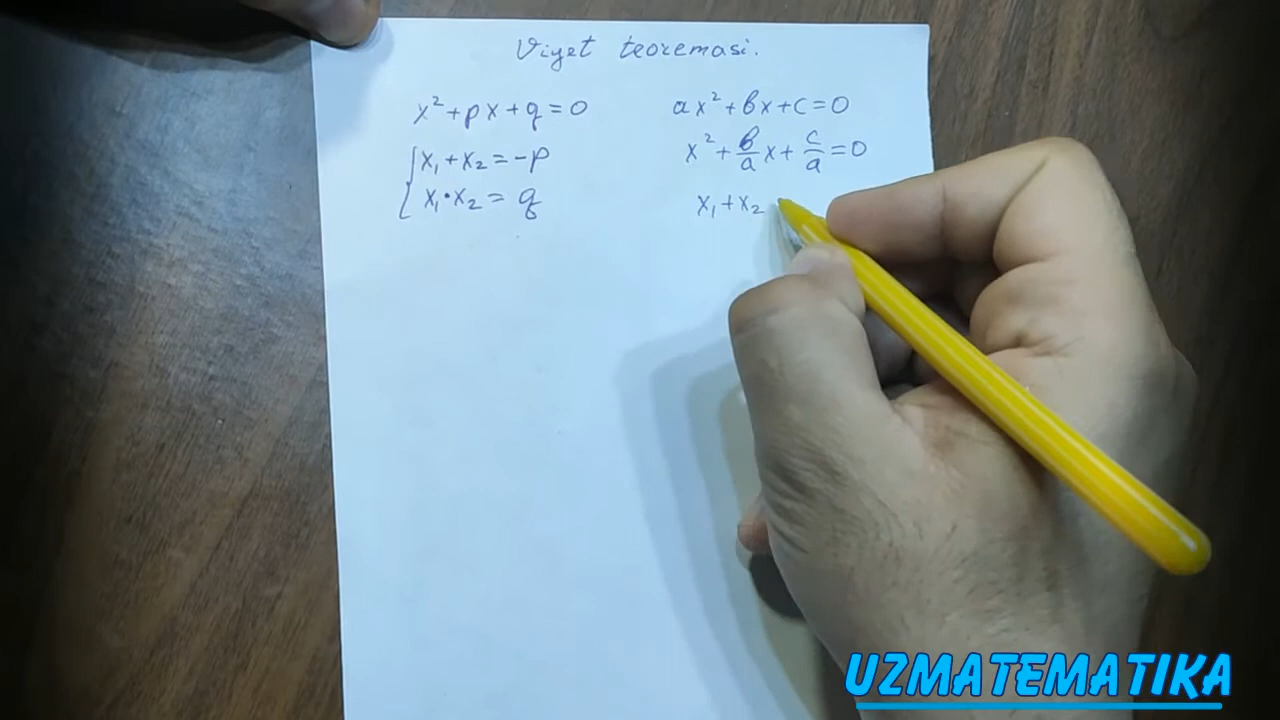 Viyet teoremasi.
x² + px + q = 0
x₁ + x₂ = -p
x₁ • x₂ = q
ax² + bx + c = 0
x² + b/a x + c/a = 0
x₁ + x₂
UZMATEMATIKA